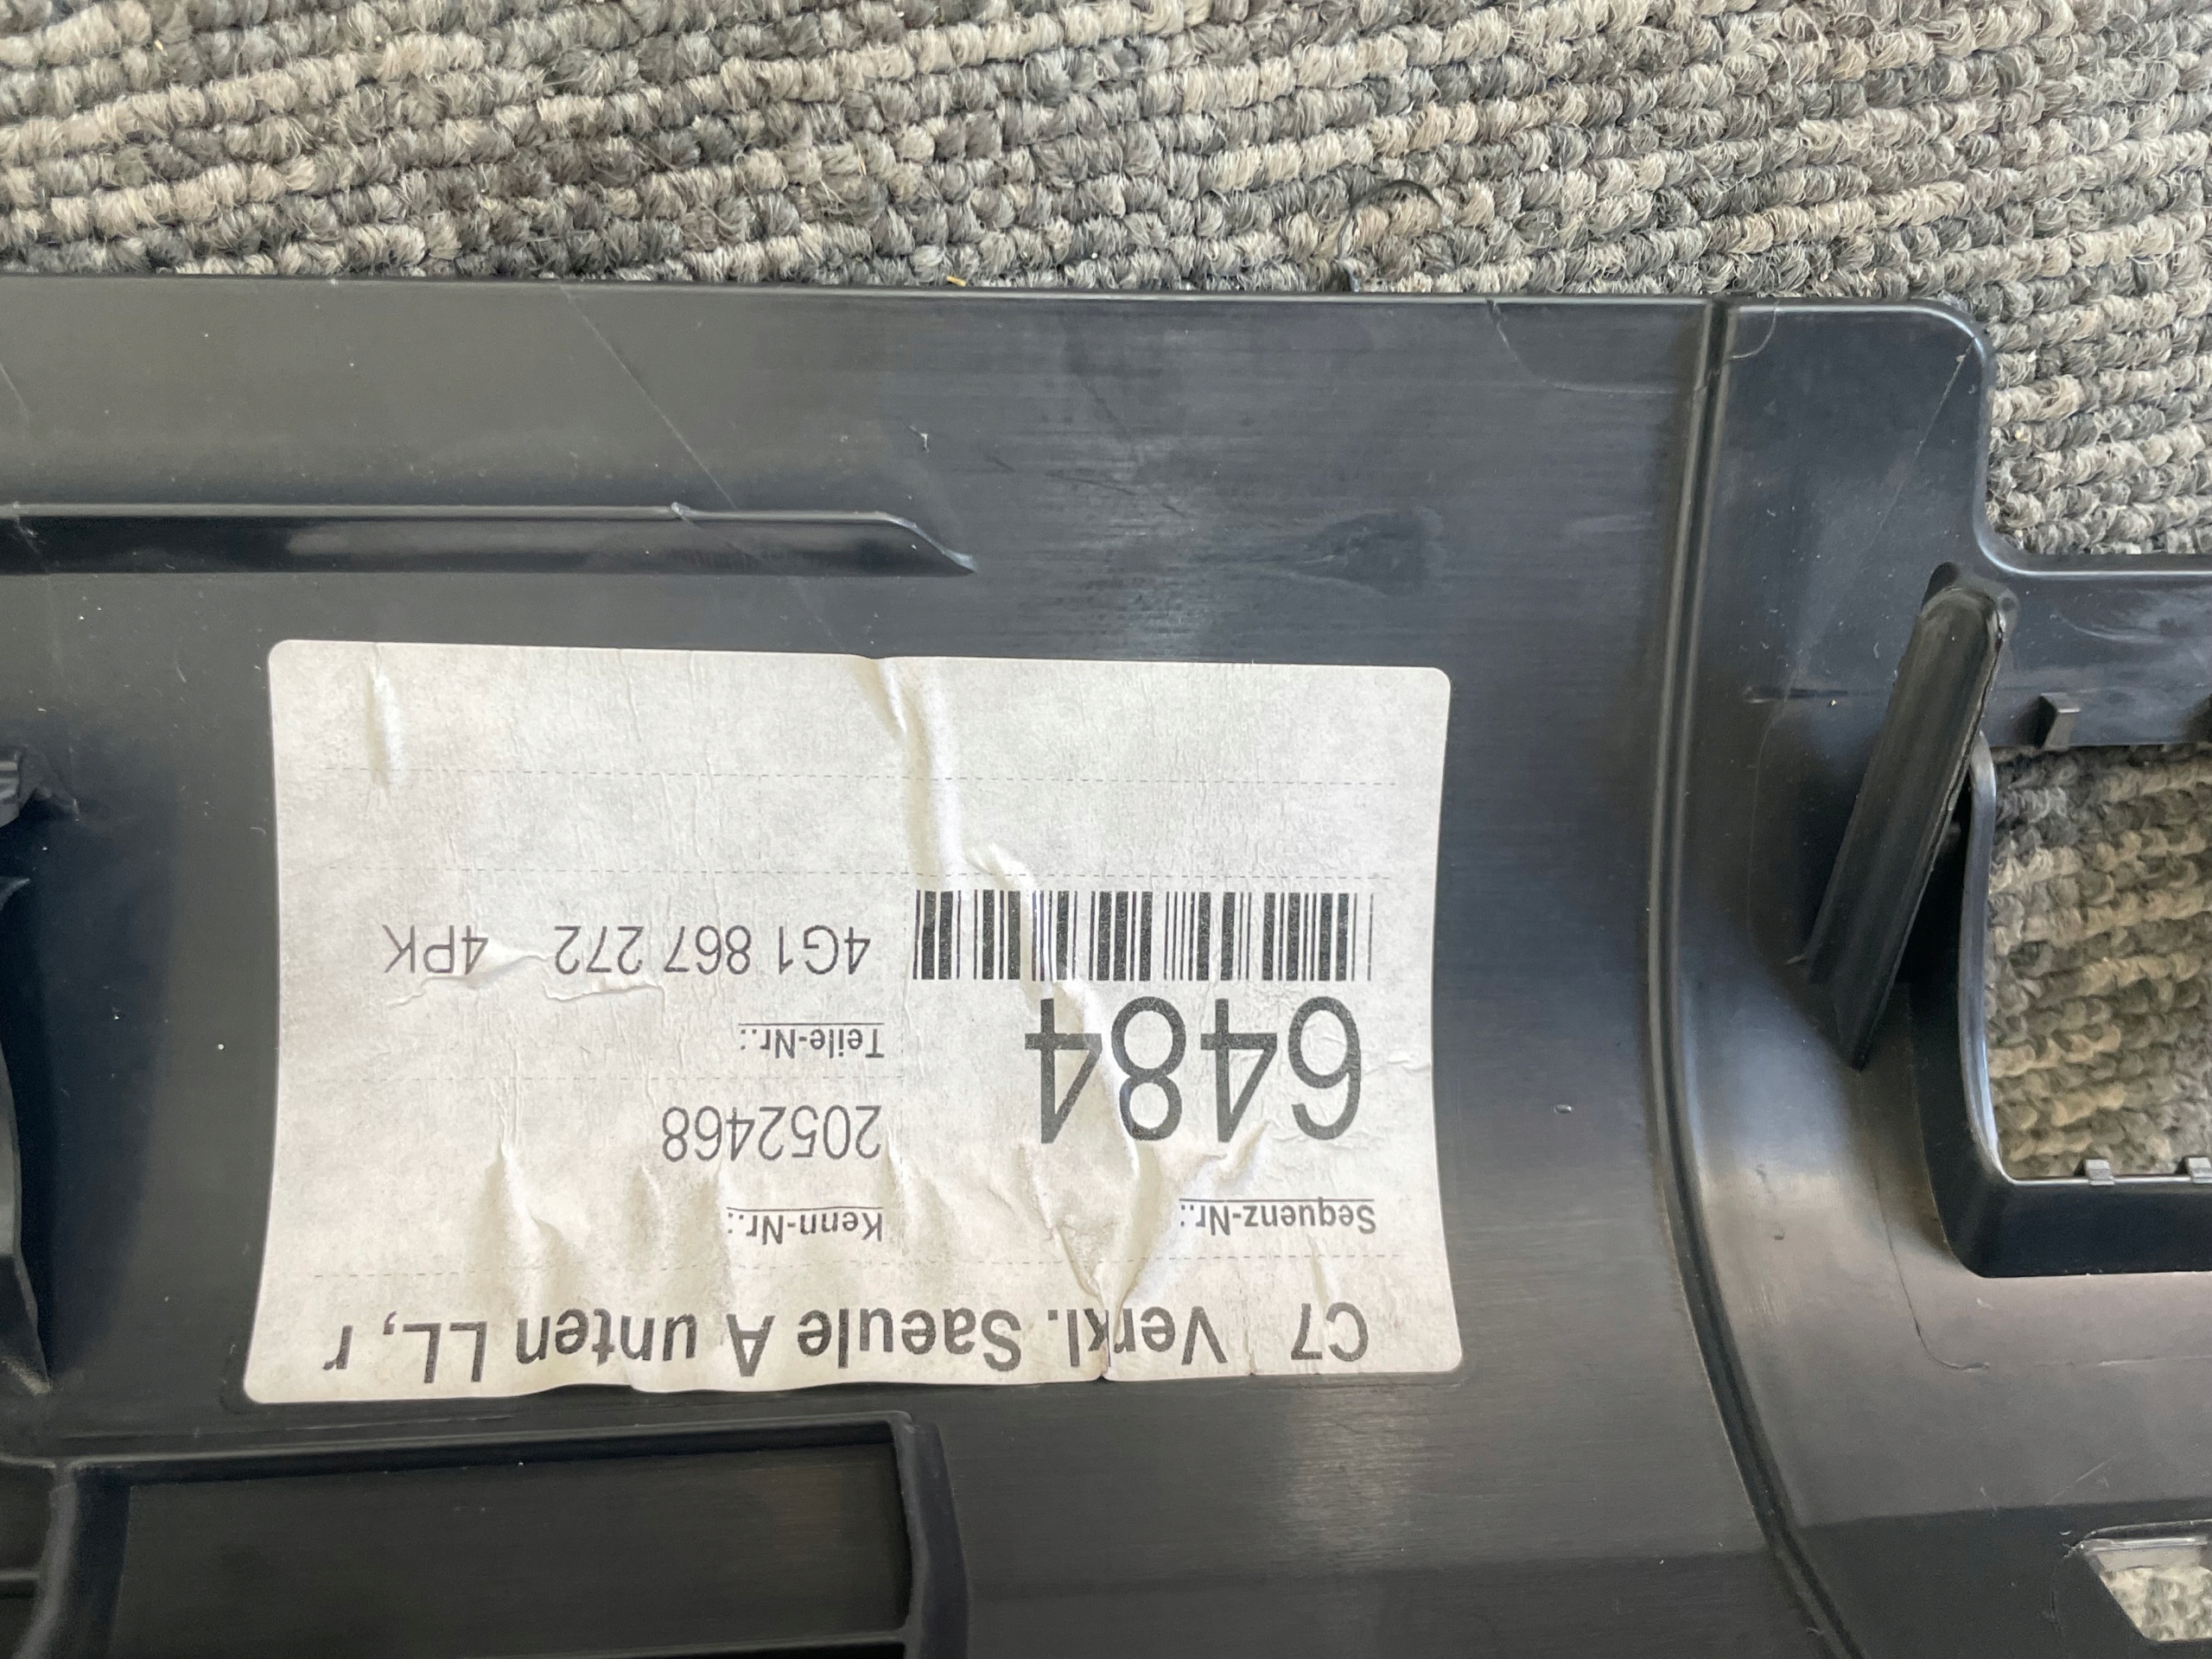 C7 Verkl. Saeule A unten LL, r
Sequenz-Nr.:
6484
Kenn-Nr.:
2052468
Teile-Nr.:
4G1 867 272 4PK